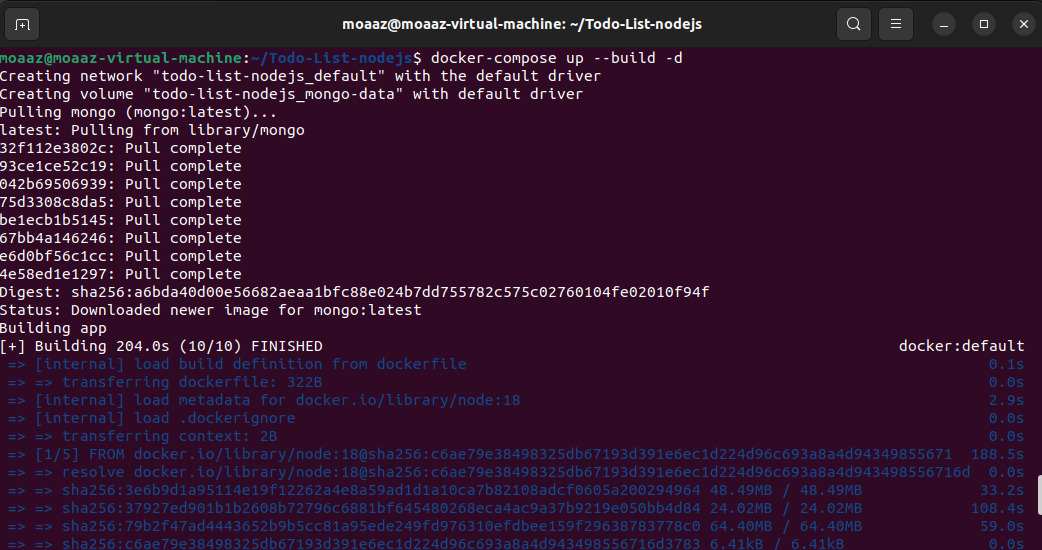 moaaz@moaaz-virtual-machine: ~/Todo-List-nodejs
moaaz@moaaz-virtual-machine:~/Todo-List-nodejs$ docker-compose up --build -d
Creating network "todo-list-nodejs_default" with the default driver
Creating volume "todo-list-nodejs_mongo-data" with default driver
Pulling mongo (mongo:latest)...
latest: Pulling from library/mongo
32f112e3802c: Pull complete
93ce1ce52c19: Pull complete
042b69506939: Pull complete
75d3308c8da5: Pull complete
be1ecb1b5145: Pull complete
67bb4a146246: Pull complete
e6d0bf56c1cc: Pull complete
4e58ed1e1297: Pull complete
Digest: sha256:a6bda40d00e56682aeaa1bfc88e024b7dd755782c575c02760104fe02010f94f
Status: Downloaded newer image for mongo:latest
Building app
[+] Building 204.0s (10/10) FINISHED docker:default
=> [internal] load build definition from dockerfile 0.1s
=> => transferring dockerfile: 322B 0.0s
=> [internal] load metadata for docker.io/library/node:18 2.9s
=> [internal] load .dockerignore 0.0s
=> => transferring context: 2B 0.0s
=> [1/5] FROM docker.io/library/node:18@sha256:c6ae79e38498325db67193d391e6ec1d224d96c693a8a4d94349855671 188.5s
=> => resolve docker.io/library/node:18@sha256:c6ae79e38498325db67193d391e6ec1d224d96c693a8a4d9434985556716d 0.0s
=> => sha256:3e6b9d1a95114e19f12262a4e8a59ad1d1a10ca7b82108adcf0605a200294964 48.49MB / 48.49MB 33.2s
=> => sha256:37927ed901b1b2608b72796c6881bf645480268eca4ac9a37b9219e050bb4d84 24.02MB / 24.02MB 108.4s
=> => sha256:79b2f47ad4443652b9b5cc81a95ede249fd976310efdbee159f29638783778c0 64.40MB / 64.40MB 59.0s
=> => sha256:c6ae79e38498325db67193d391e6ec1d224d96c693a8a4d943498556716d3783 6.41kB / 6.41kB 0.0s